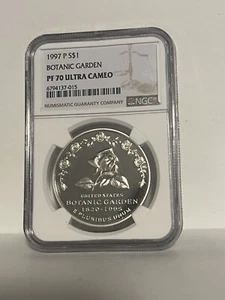 1997 P S$1
BOTANIC GARDEN
PF 70 ULTRA CAMEO
6794137-015
NUMISMATIC GUARANTY COMPANY
NGC
UNITED STATES
BOTANIC GARDEN
1820-1995
E PLURIBUS UNUM